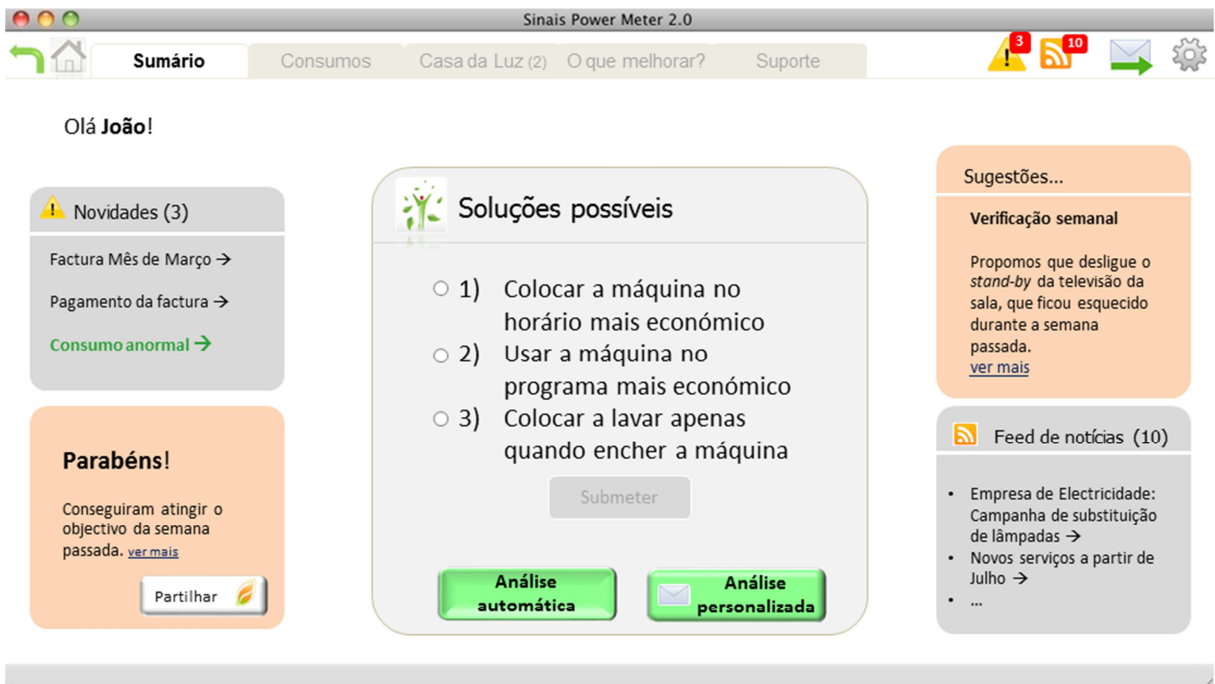 Sinais Power Meter 2.0
Sumário
Consumos
Casa da Luz (2)
O que melhorar?
Suporte
3
10
Olá João!
Novidades (3)
Factura Mês de Março →
Pagamento da factura →
Consumo anormal →
Parabéns!
Conseguiram atingir o
objectivo da semana
passada. ver mais
Partilhar
Soluções possíveis
1) Colocar a máquina no
horário mais económico
2) Usar a máquina no
programa mais económico
3) Colocar a lavar apenas
quando encher a máquina
Submeter
Análise
automática
Análise
personalizada
Sugestões...
Verificação semanal
Propomos que desligue o
stand-by da televisão da
sala, que ficou esquecido
durante a semana
passada.
ver mais
Feed de notícias (10)
• Empresa de Electricidade:
Campanha de substituição
de lâmpadas →
• Novos serviços a partir de
Julho →
• ...